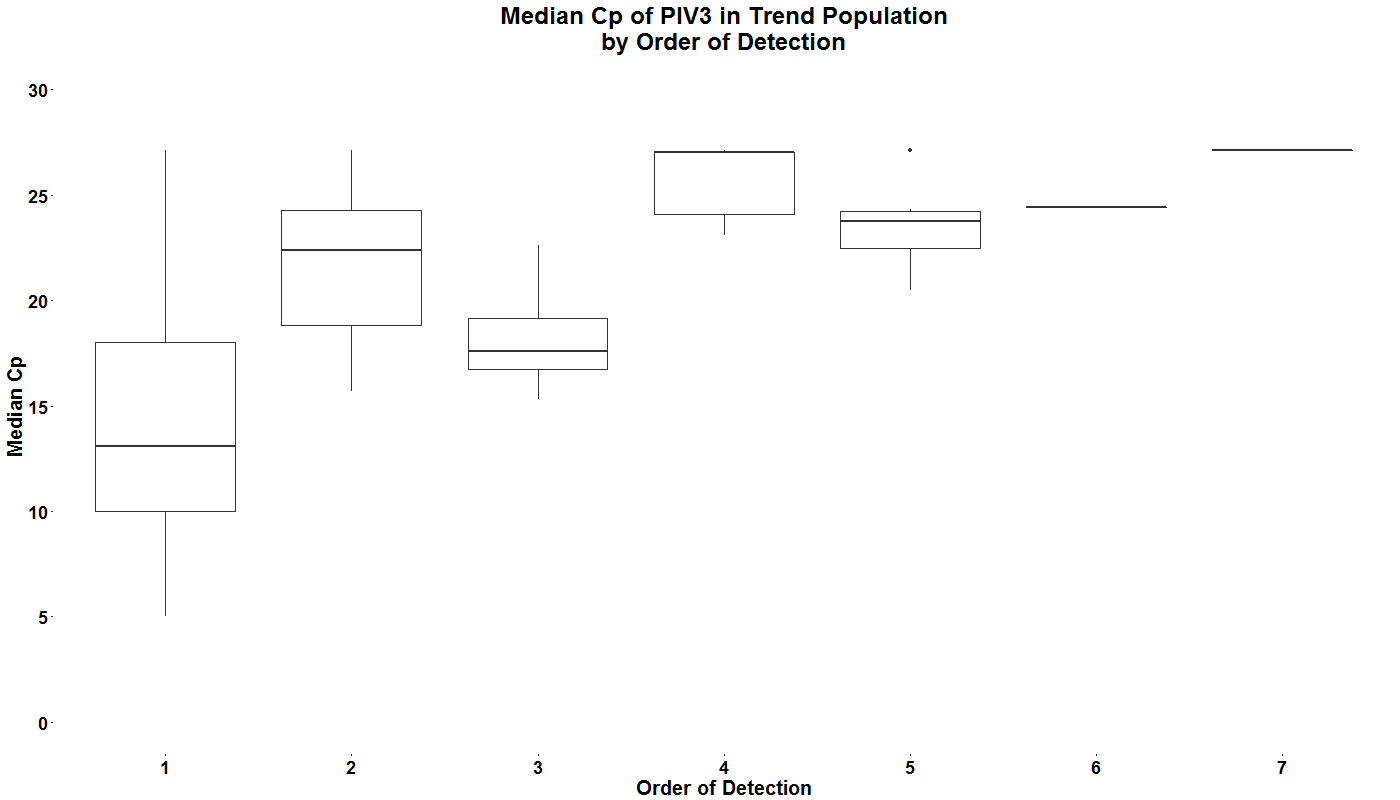 Median Cp of PIV3 in Trend Population
by Order of Detection
30
25
20
15
10
5
0
Median Cp
1 2 3 4 5 6 7
Order of Detection